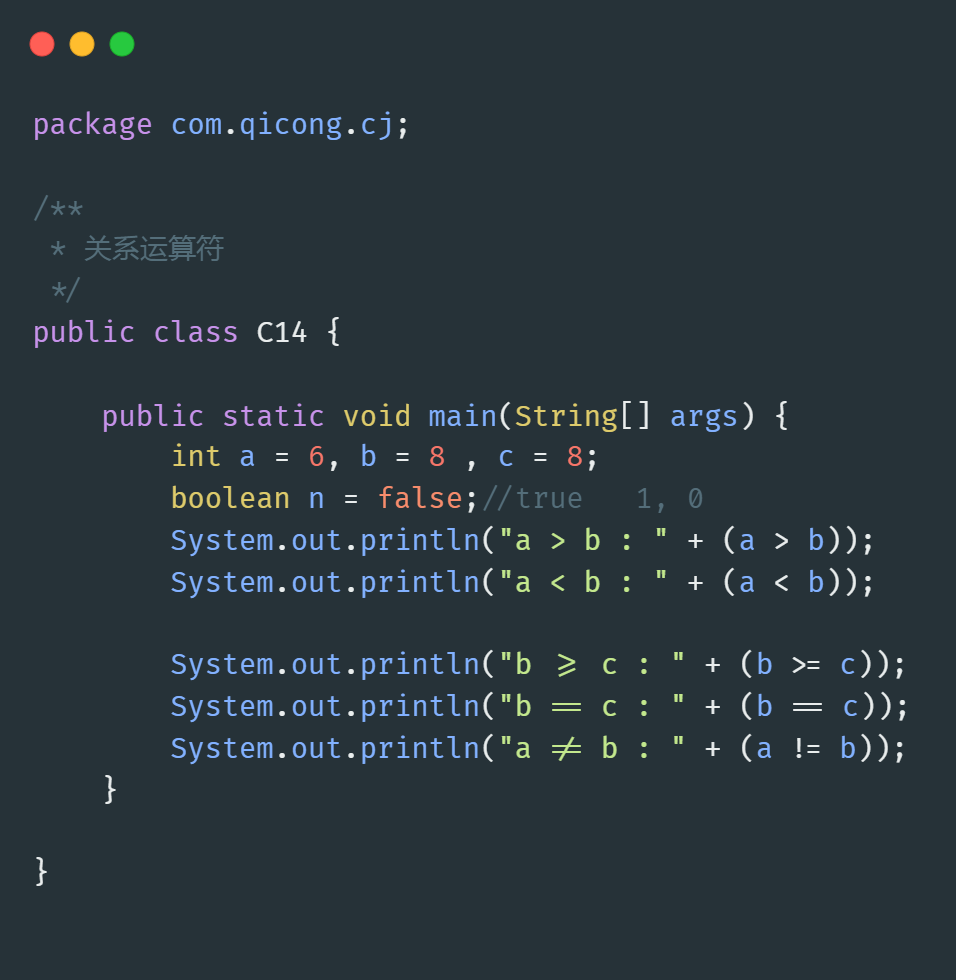 package com.qicong.cj;
/**
 * 关系运算符
 */
public class C14 {
    public static void main(String[] args) {
        int a = 6, b = 8 , c = 8;
        boolean n = false;//true   1, 0
        System.out.println("a > b : " + (a > b));
        System.out.println("a < b : " + (a < b));
        System.out.println("b >= c : " + (b >= c));
        System.out.println("b == c : " + (b == c));
        System.out.println("a != b : " + (a != b));
    }
}